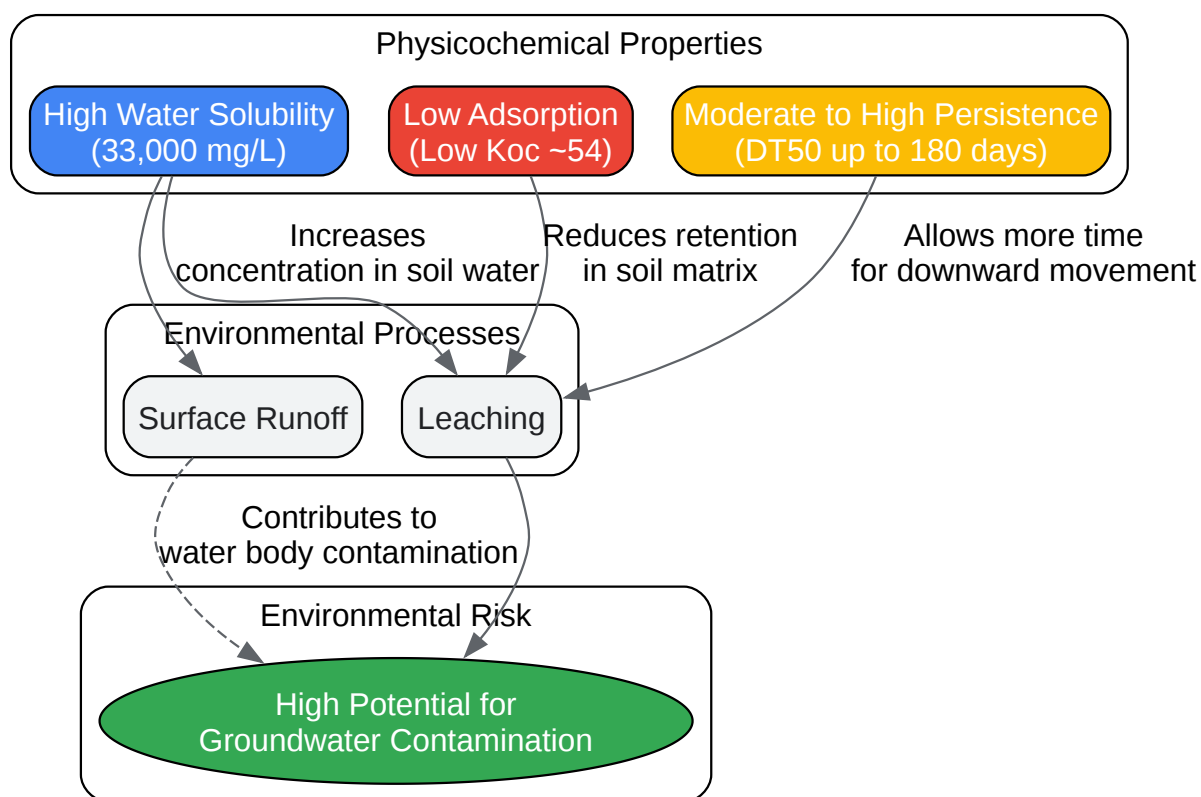 Physicochemical Properties
High Water Solubility
(33,000 mg/L)
Low Adsorption
(Low Koc ~54)
Moderate to High Persistence
(DT50 up to 180 days)
Increases
concentration in soil water
Reduces retention
in soil matrix
Allows more time
for downward movement
Environmental Processes
Surface Runoff
Leaching
Contributes to
water body contamination
Environmental Risk
High Potential for
Groundwater Contamination